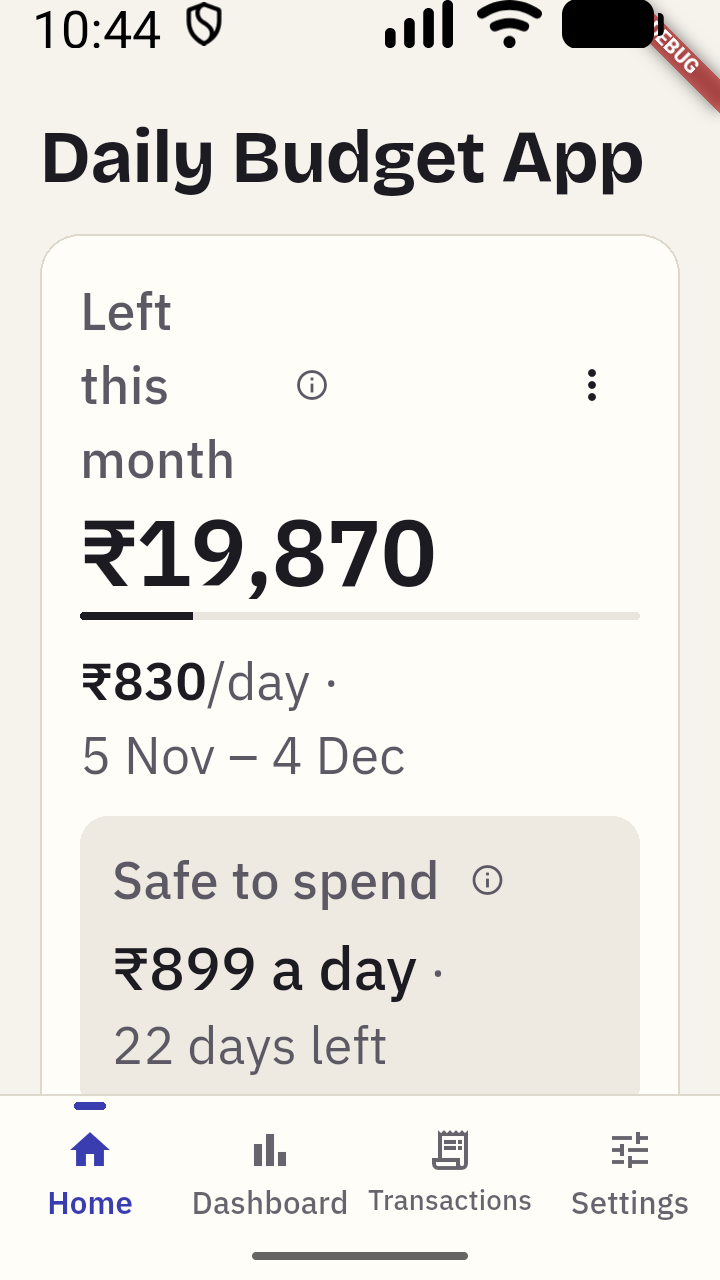 10:44
DEBUG
Daily Budget App
Left
this
month
₹19,870
₹830/day ·
5 Nov – 4 Dec
Safe to spend
₹899 a day ·
22 days left
Home
Dashboard
Transactions
Settings